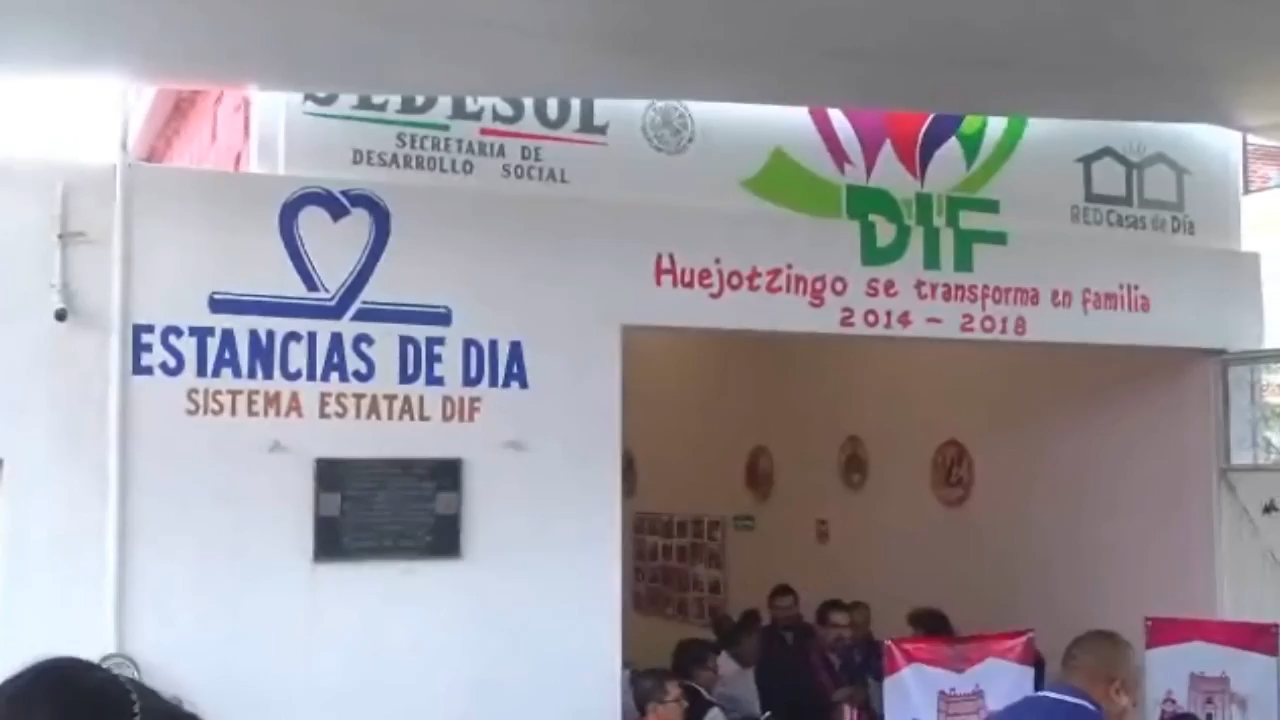 SEDESOL
SECRETARIA DE
DESARROLLO SOCIAL
DIF
RED Casas de Día
Huejotzingo se transforma en familia
2014 - 2018
ESTANCIAS DE DIA
SISTEMA ESTATAL DIF